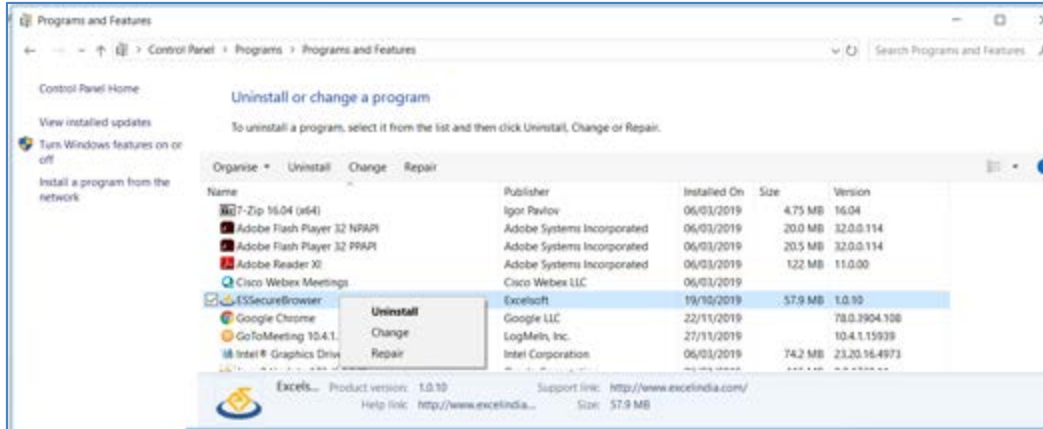 Programs and Features
Control Panel > Programs > Programs and Features
Search Programs and Features
Control Panel Home
View installed updates
Turn Windows features on or off
Install a program from the network
Uninstall or change a program
To uninstall a program, select it from the list and then click Uninstall, Change or Repair.
Organise Uninstall Change Repair
Name Publisher Installed On Size Version
7-Zip 16.04 (x64) Igor Pavlov 06/03/2019 4.75 MB 16.04
Adobe Flash Player 32 NPAPI Adobe Systems Incorporated 06/03/2019 20.0 MB 32.0.0.114
Adobe Flash Player 32 PPAPI Adobe Systems Incorporated 06/03/2019 20.5 MB 32.0.0.114
Adobe Reader XI Adobe Systems Incorporated 06/03/2019 122 MB 11.0.00
Cisco Webex Meetings Cisco Webex LLC 06/03/2019
ESSecureBrowser Excelsoft 19/10/2019 57.9 MB 1.0.10
Google Chrome Google LLC 22/11/2019 78.0.3904.108
GoToMeeting 10.4.1. LogMeIn, Inc. 27/11/2019 10.4.1.15939
Intel® Graphics Drive Intel Corporation 06/03/2019 74.2 MB 23.20.16.4973
Uninstall
Change
Repair
Excels... Product version: 1.0.10 Support link: http://www.excelindia.com/
Help link: http://www.excelindia... Size: 57.9 MB